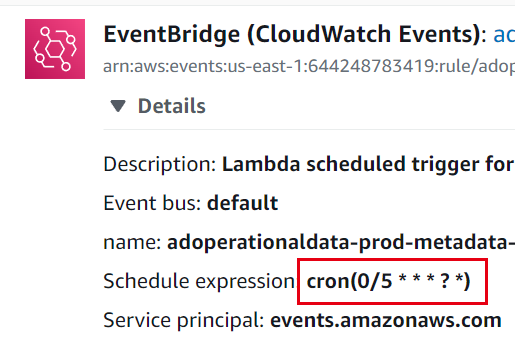 EventBridge (CloudWatch Events): ad
arn:aws:events:us-east-1:644248783419:rule/adop
▼ Details
Description: Lambda scheduled trigger for
Event bus: default
name: adoperationaldata-prod-metadata-
Schedule expression: cron(0/5 * * * ? *)
Service principal: events.amazonaws.com